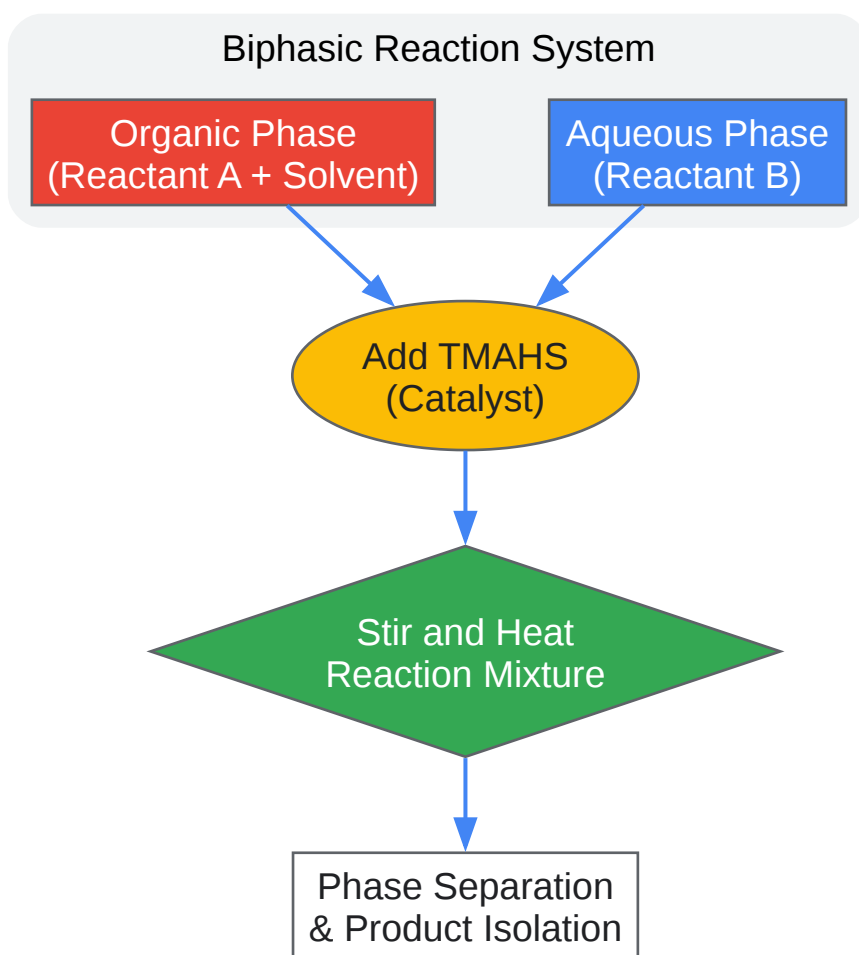 Biphasic Reaction System
Organic Phase
(Reactant A + Solvent)
Aqueous Phase
(Reactant B)
Add TMAHS
(Catalyst)
Stir and Heat
Reaction Mixture
Phase Separation
& Product Isolation